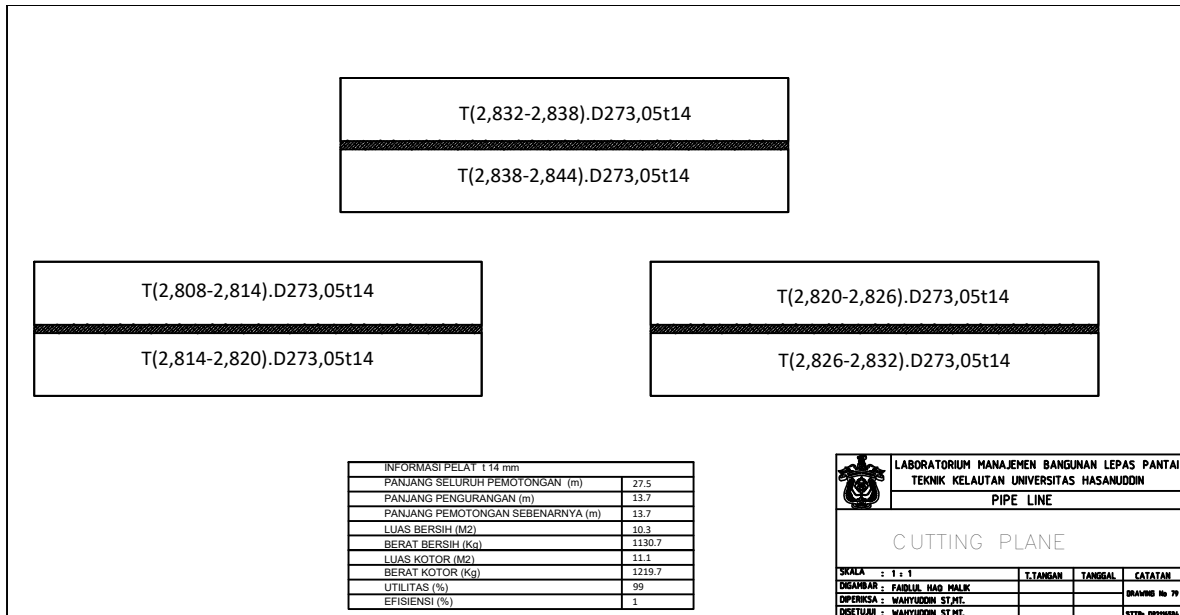 T(2,832-2,838).D273,05t14
T(2,838-2,844).D273,05t14
T(2,808-2,814).D273,05t14
T(2,814-2,820).D273,05t14
T(2,820-2,826).D273,05t14
T(2,826-2,832).D273,05t14
INFORMASI PELAT t 14 mm
PANJANG SELURUH PEMOTONGAN (m) 27.5
PANJANG PENGURANGAN (m) 13.7
PANJANG PEMOTONGAN SEBENARNYA (m) 13.7
LUAS BERSIH (M2) 10.3
BERAT BERSIH (Kg) 1130.7
LUAS KOTOR (M2) 11.1
BERAT KOTOR (Kg) 1219.7
UTILITAS (%) 99
EFISIENSI (%) 1
LABORATORIUM MANAJEMEN BANGUNAN LEPAS PANTAI
TEKNIK KELAUTAN UNIVERSITAS HASANUDDIN
PIPE LINE
CUTTING PLANE
SKALA : 1 : 1 T.TANGAN TANGGAL CATATAN
DIGAMBAR : FAIDLUL HAQ MALIK
DRAWING No 79
DIPERIKSA : WAHYUDDIN ST,MT.
DISETUJUI : WAHYUDDIN ST,MT.